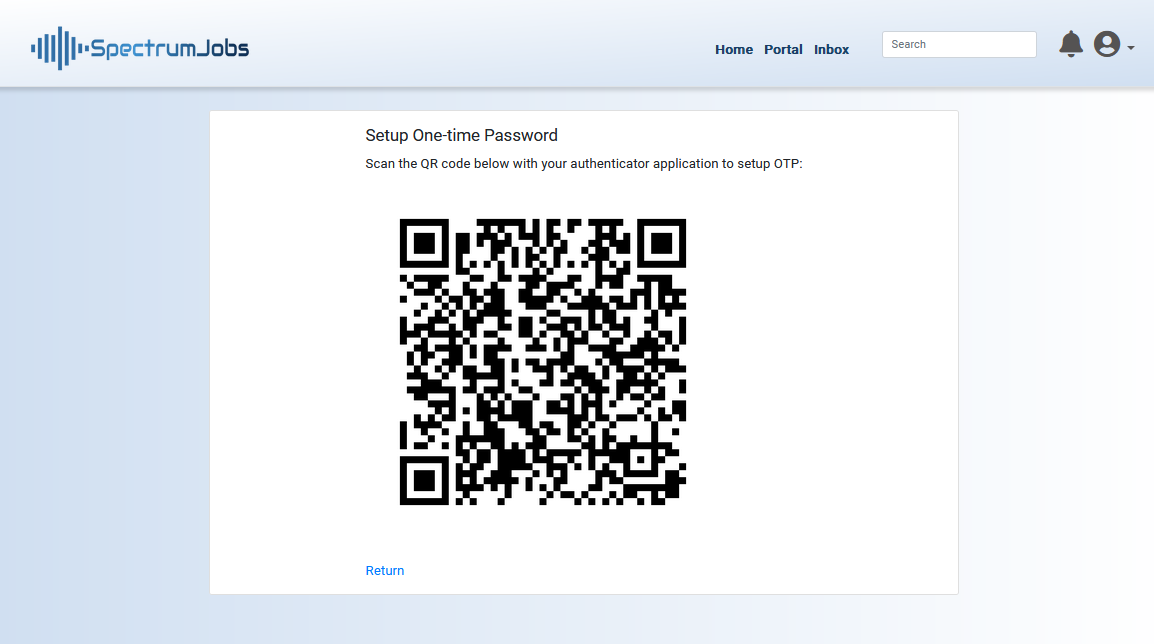 SpectrumJobs
Home Portal Inbox Search
Setup One-time Password
Scan the QR code below with your authenticator application to setup OTP:
Return